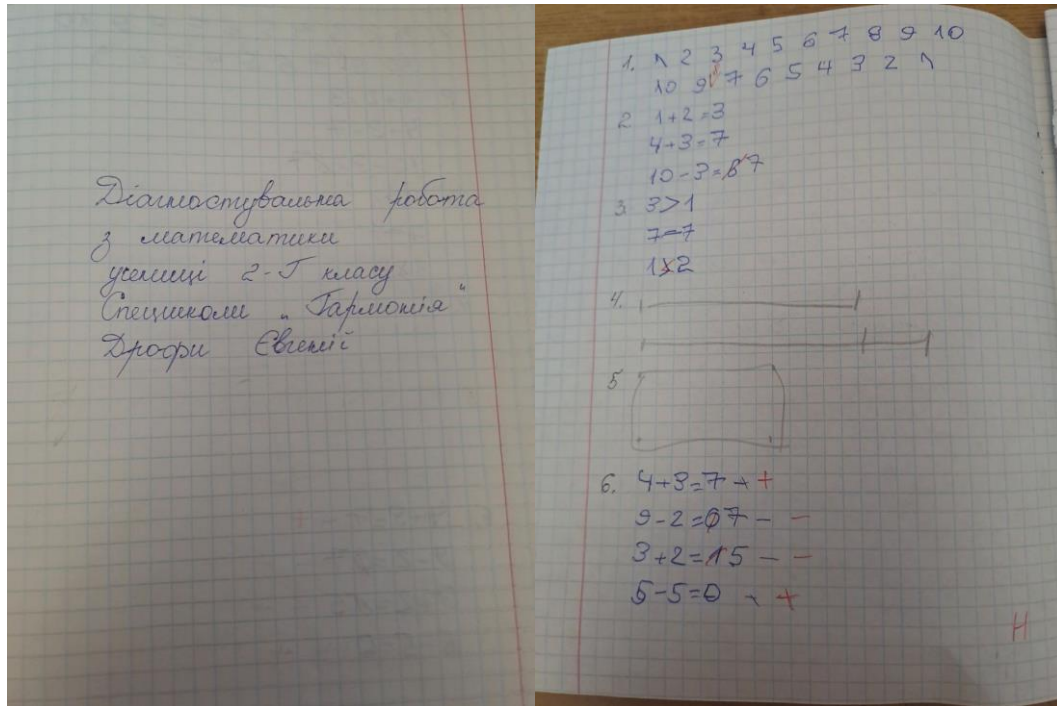 Діагностувальна робота
з математики
учениці 2-Г класу
Спецшколи „Гармонія"
Дрофи Євгенії
1. 1 2 3 4 5 6 7 8 9 10
10 9 7 6 5 4 3 2 1
2 1+2=3
4+3=7
10-3=7
3. 3>1
7=7
1 2
4.
5
6. 4+3=7 + +
9-2=7 - -
3+2=5 - -
5-5=0 - +
Н